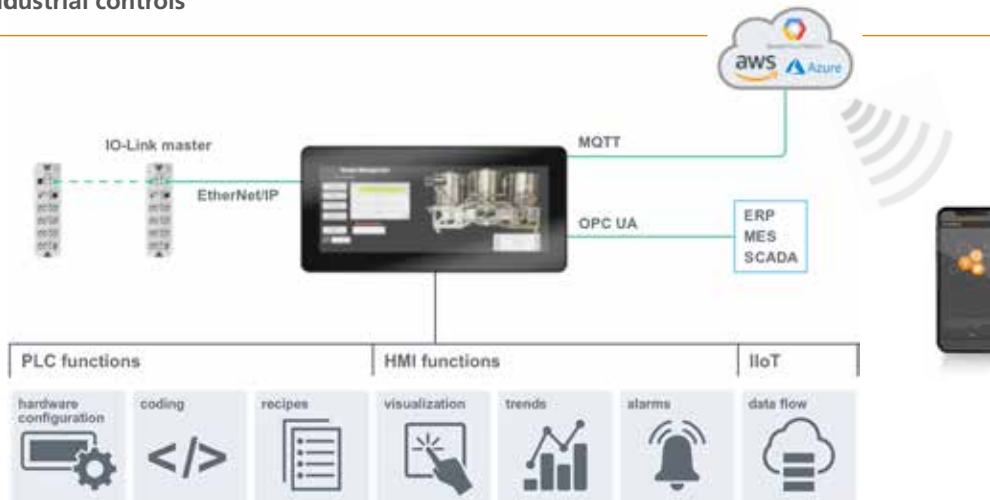 ndustrial controls
aws
Azure
IO-Link master
MQTT
EtherNet/IP
OPC UA
ERP
MES
SCADA
PLC functions
HMI functions
IIoT
hardware
configuration
coding
recipes
visualization
trends
alarms
data flow